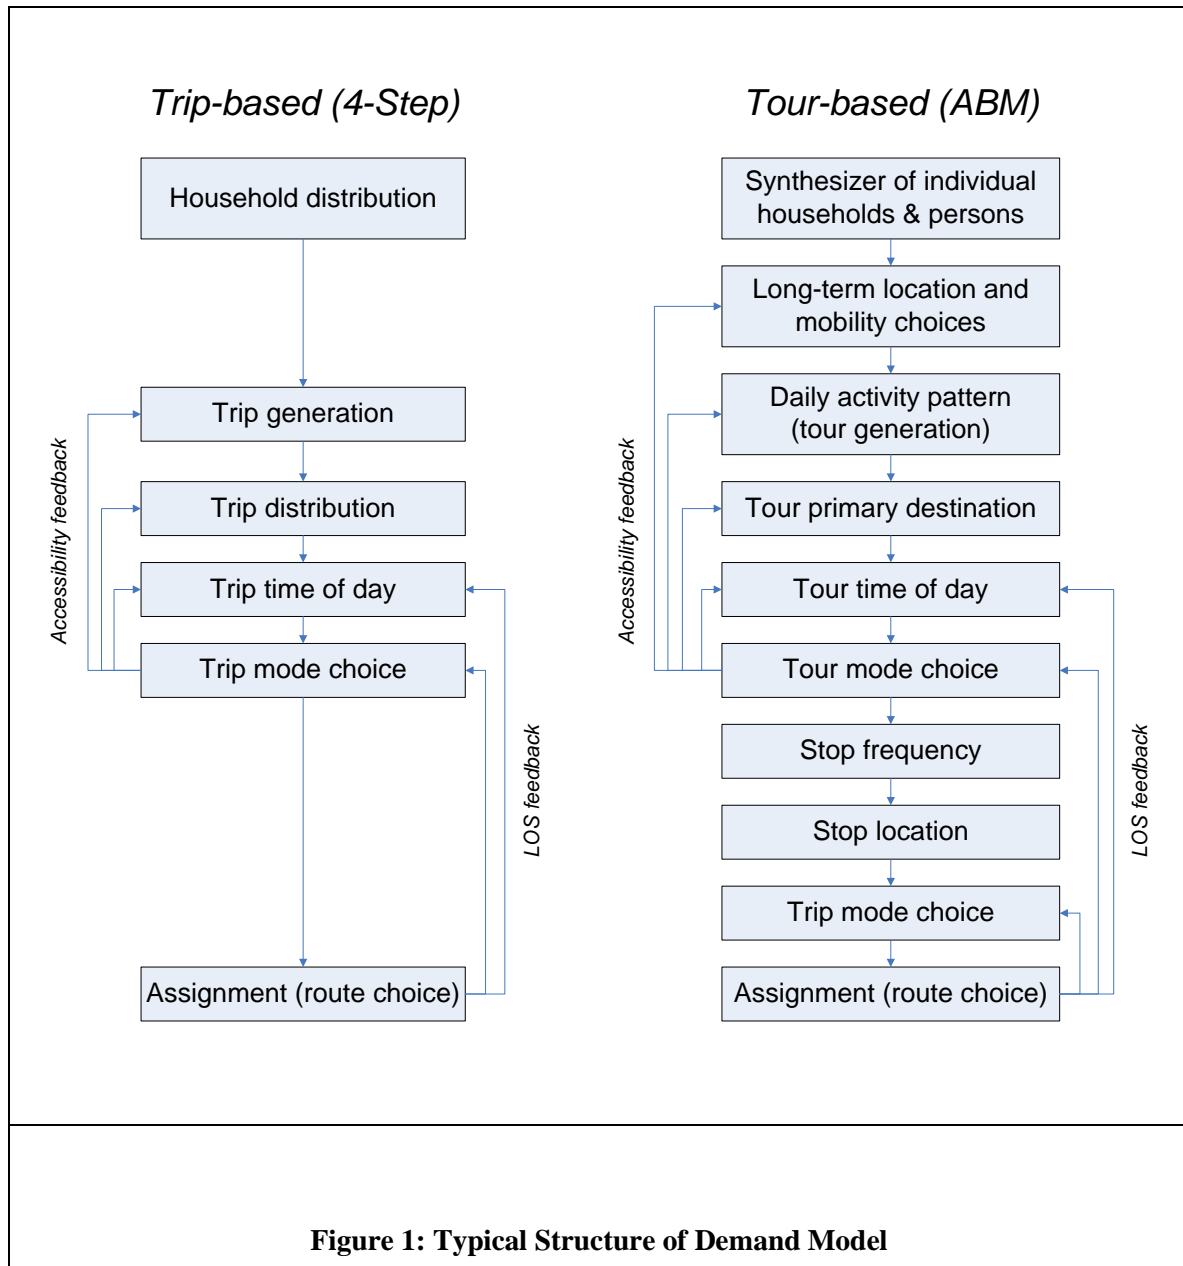 Trip-based (4-Step)
Household distribution
Trip generation
Trip distribution
Trip time of day
Trip mode choice
Assignment (route choice)
Accessibility feedback
LOS feedback
Tour-based (ABM)
Synthesizer of individual
households & persons
Long-term location and
mobility choices
Daily activity pattern
(tour generation)
Tour primary destination
Tour time of day
Tour mode choice
Stop frequency
Stop location
Trip mode choice
Assignment (route choice)
Accessibility feedback
LOS feedback
Figure 1: Typical Structure of Demand Model